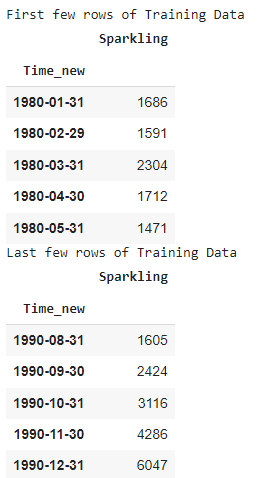 First few rows of Training Data
Sparkling
Time_new
1980-01-31 1686
1980-02-29 1591
1980-03-31 2304
1980-04-30 1712
1980-05-31 1471
Last few rows of Training Data
Sparkling
Time_new
1990-08-31 1605
1990-09-30 2424
1990-10-31 3116
1990-11-30 4286
1990-12-31 6047